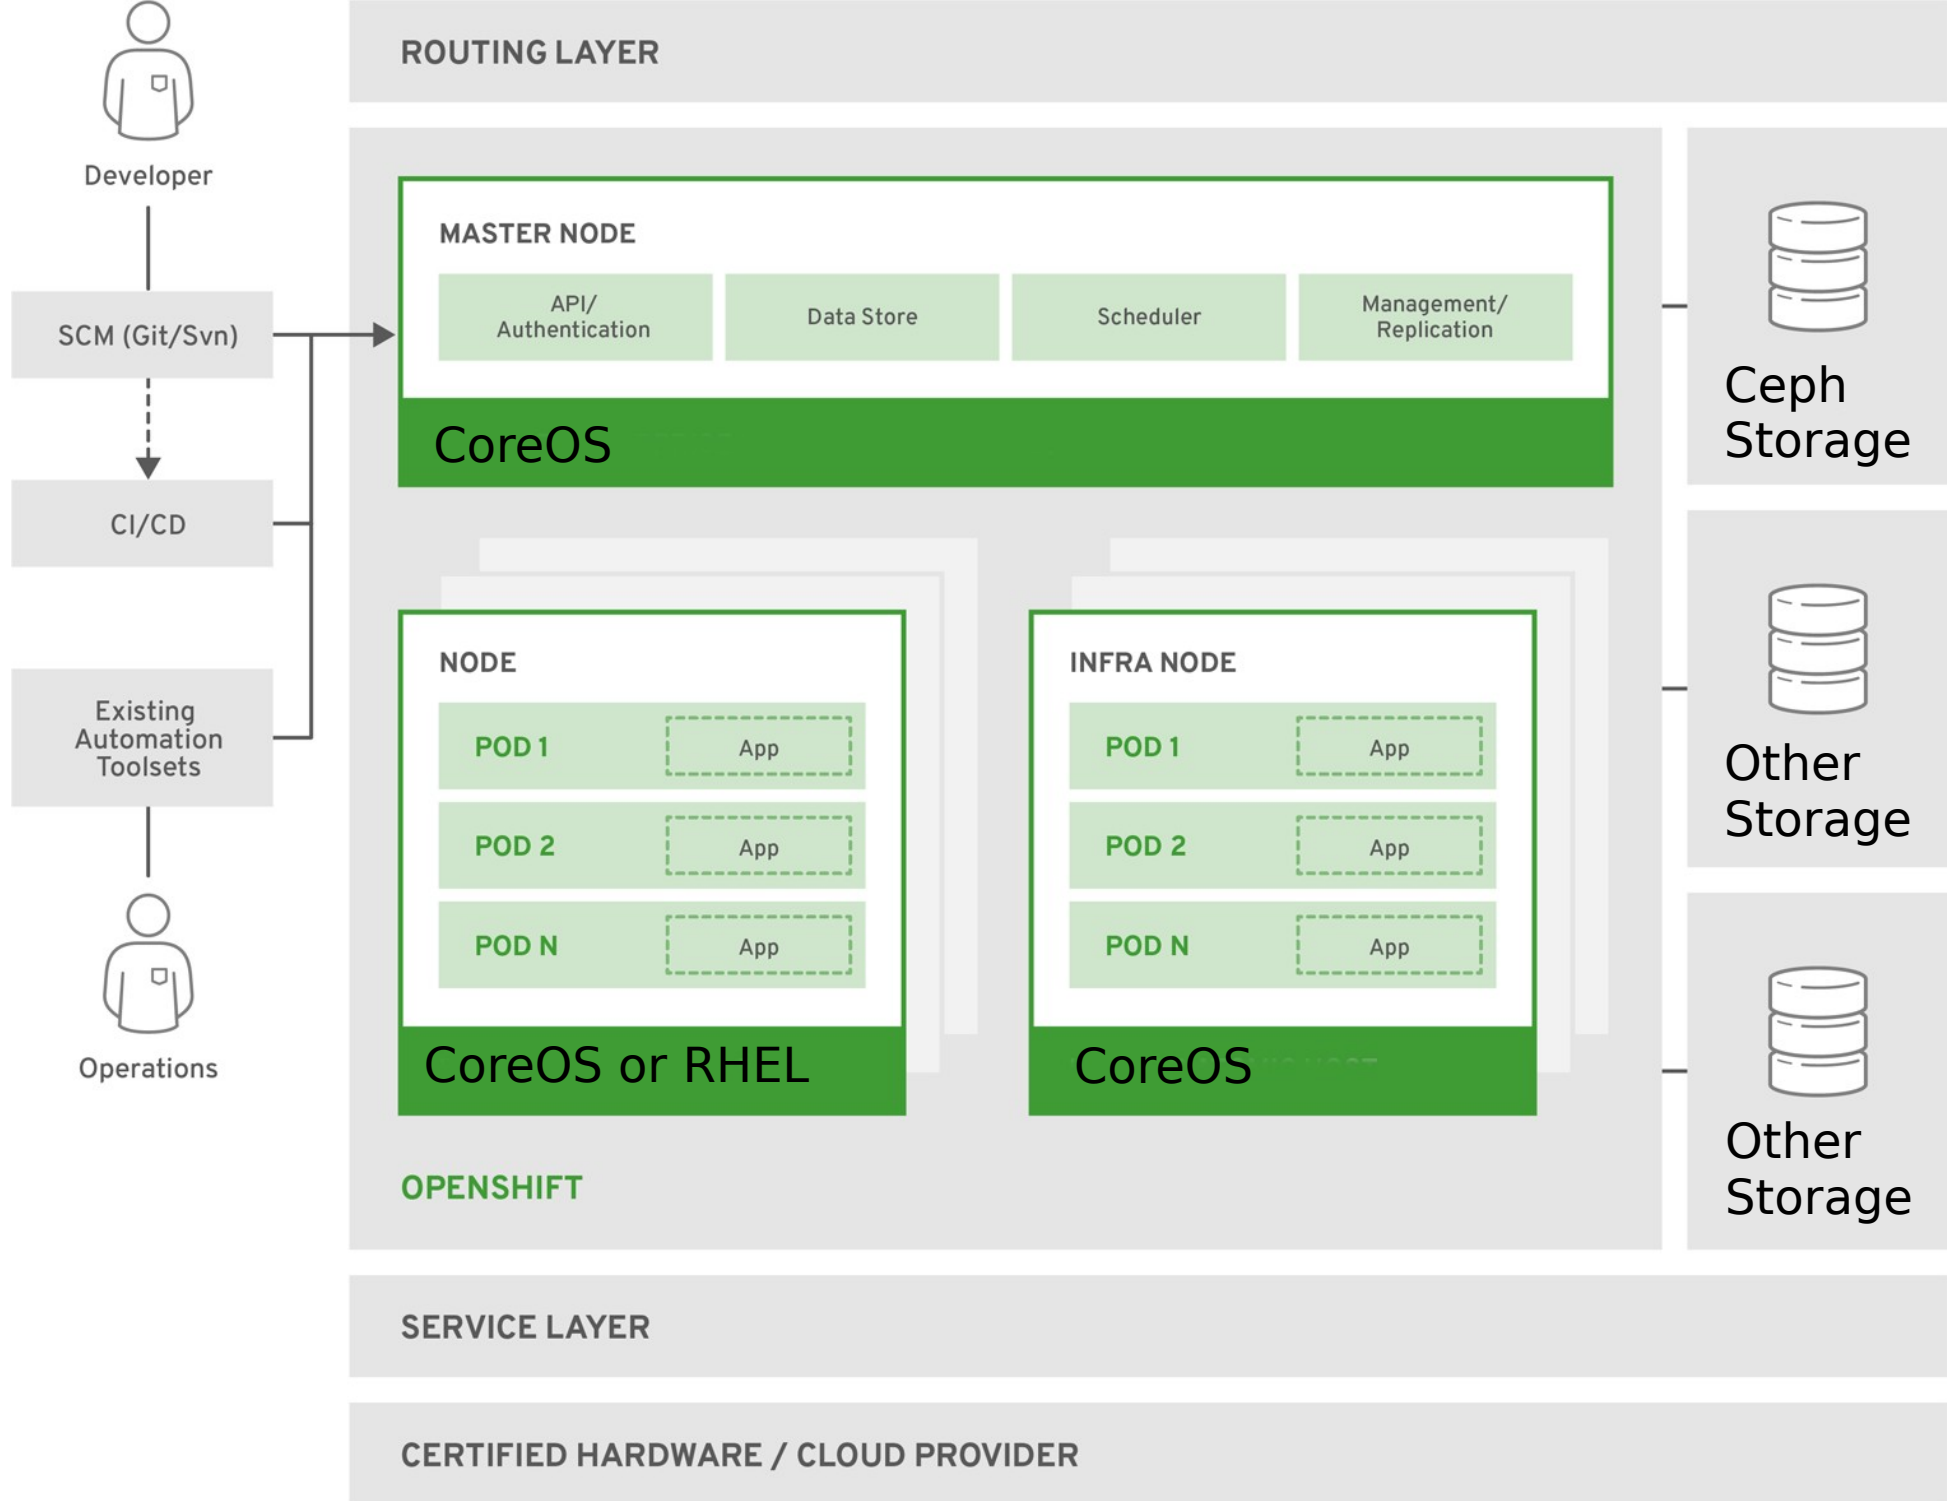 ROUTING LAYER
Developer
SCM (Git/Svn)
CI/CD
Existing
Automation
Toolsets
Operations
MASTER NODE
API/
Authentication
Data Store
Scheduler
Management/
Replication
CoreOS
NODE
POD 1
App
POD 2
App
POD N
App
CoreOS or RHEL
INFRA NODE
POD 1
App
POD 2
App
POD N
App
CoreOS
OPENSHIFT
Ceph
Storage
Other
Storage
Other
Storage
SERVICE LAYER
CERTIFIED HARDWARE / CLOUD PROVIDER